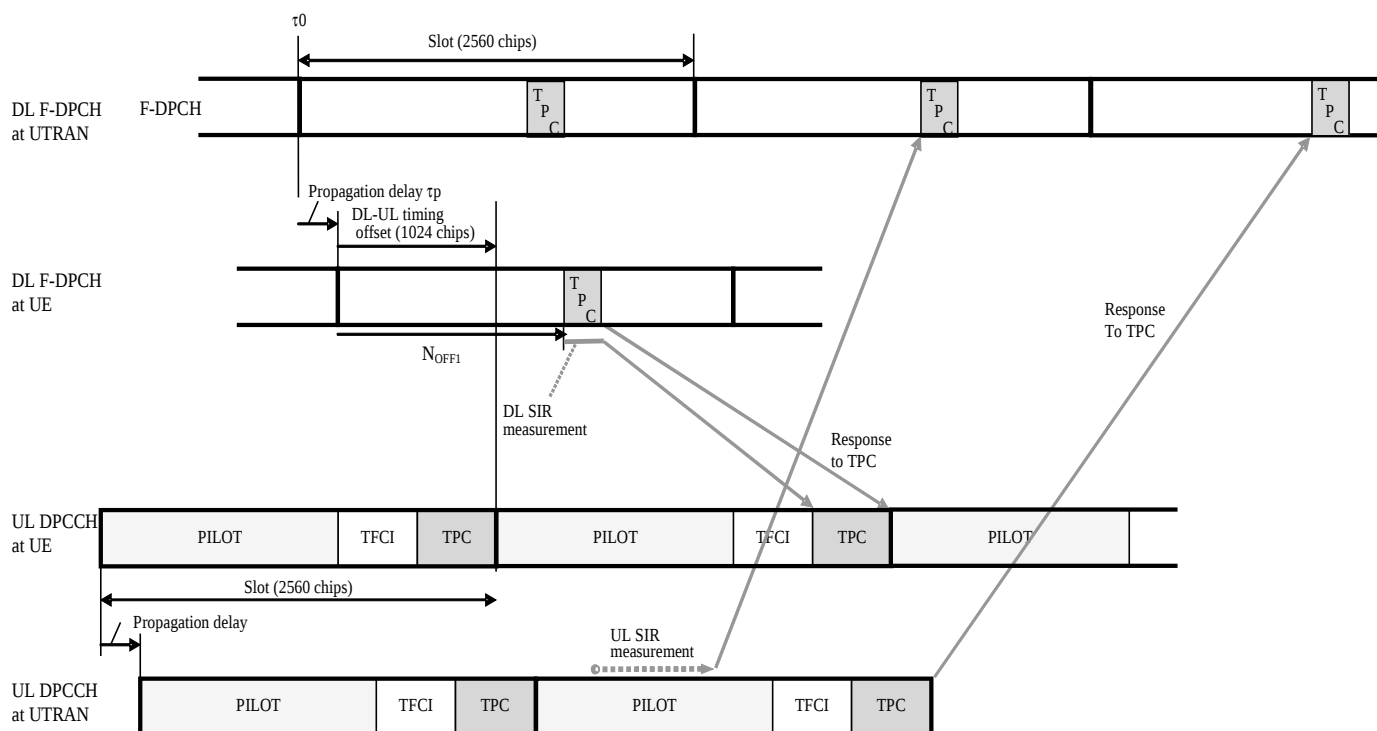 τ0
Slot (2560 chips)
DL F-DPCH
at UTRAN
F-DPCH
T
P
C
T
P
C
T
P
C
Propagation delay τp
DL-UL timing
offset (1024 chips)
DL F-DPCH
at UE
T
P
C
N_OFF1
DL SIR
measurement
Response
To TPC
Response
to TPC
UL DPCCH
at UE
PILOT
TFCI
TPC
PILOT
TFCI
TPC
PILOT
Slot (2560 chips)
Propagation delay
UL SIR
measurement
UL DPCCH
at UTRAN
PILOT
TFCI
TPC
PILOT
TFCI
TPC